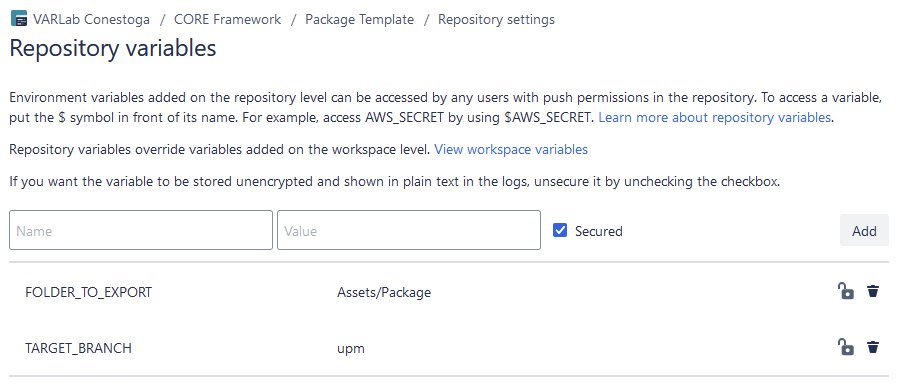 VARLab Conestoga / CORE Framework / Package Template / Repository settings
Repository variables
Environment variables added on the repository level can be accessed by any users with push permissions in the repository. To access a variable,
put the $ symbol in front of its name. For example, access AWS_SECRET by using $AWS_SECRET. Learn more about repository variables.
Repository variables override variables added on the workspace level. View workspace variables
If you want the variable to be stored unencrypted and shown in plain text in the logs, unsecure it by unchecking the checkbox.
Name Value Secured Add
FOLDER_TO_EXPORT Assets/Package
TARGET_BRANCH upm